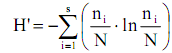 H'= -∑_{i=1}^{s} (n_i/N · ln n_i/N)